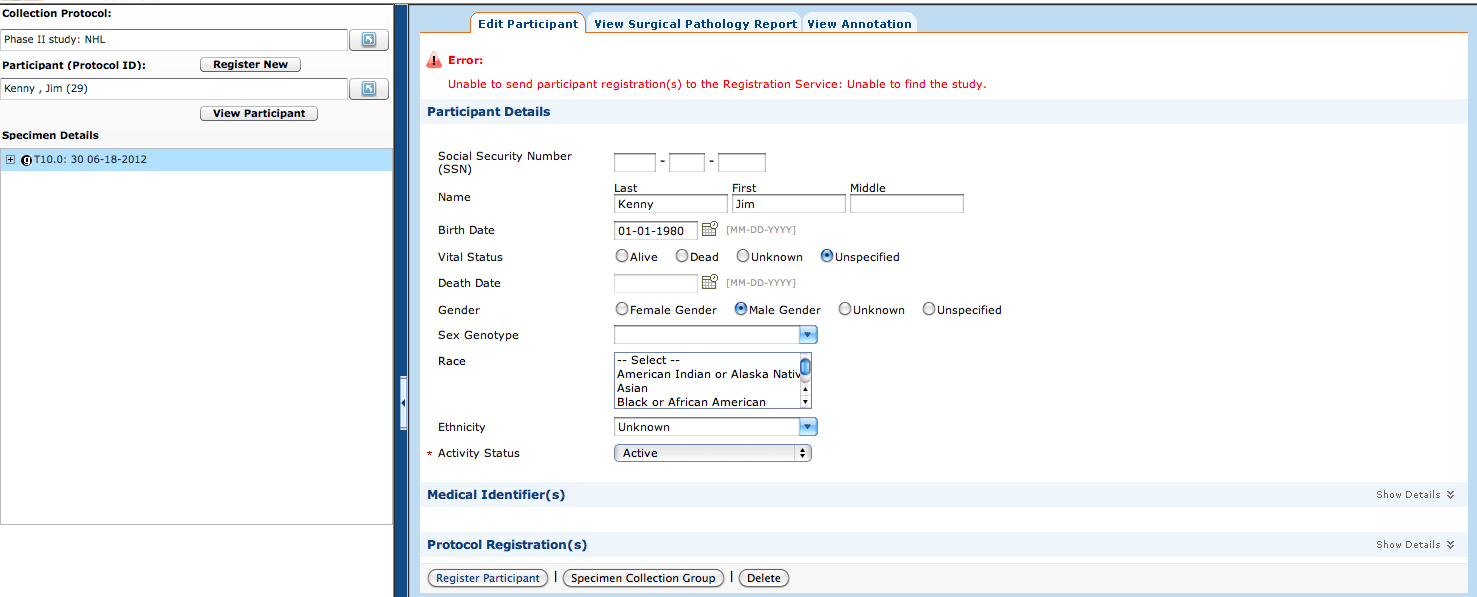 Collection Protocol:
Phase II study: NHL
Participant (Protocol ID):
Register New
Kenny , Jim (29)
View Participant
Specimen Details
T10.0: 30 06-18-2012
Edit Participant
View Surgical Pathology Report
View Annotation
Error:
Unable to send participant registration(s) to the Registration Service: Unable to find the study.
Participant Details
Social Security Number
(SSN)
- -
Last First Middle
Name
Kenny Jim
Birth Date 01-01-1980 [MM-DD-YYYY]
Vital Status Alive Dead Unknown Unspecified
Death Date [MM-DD-YYYY]
Gender Female Gender Male Gender Unknown Unspecified
Sex Genotype
Race
-- Select --
American Indian or Alaska Nativ
Asian
Black or African American
Ethnicity Unknown
* Activity Status Active
Medical Identifier(s) Show Details
Protocol Registration(s) Show Details
Register Participant | Specimen Collection Group | Delete